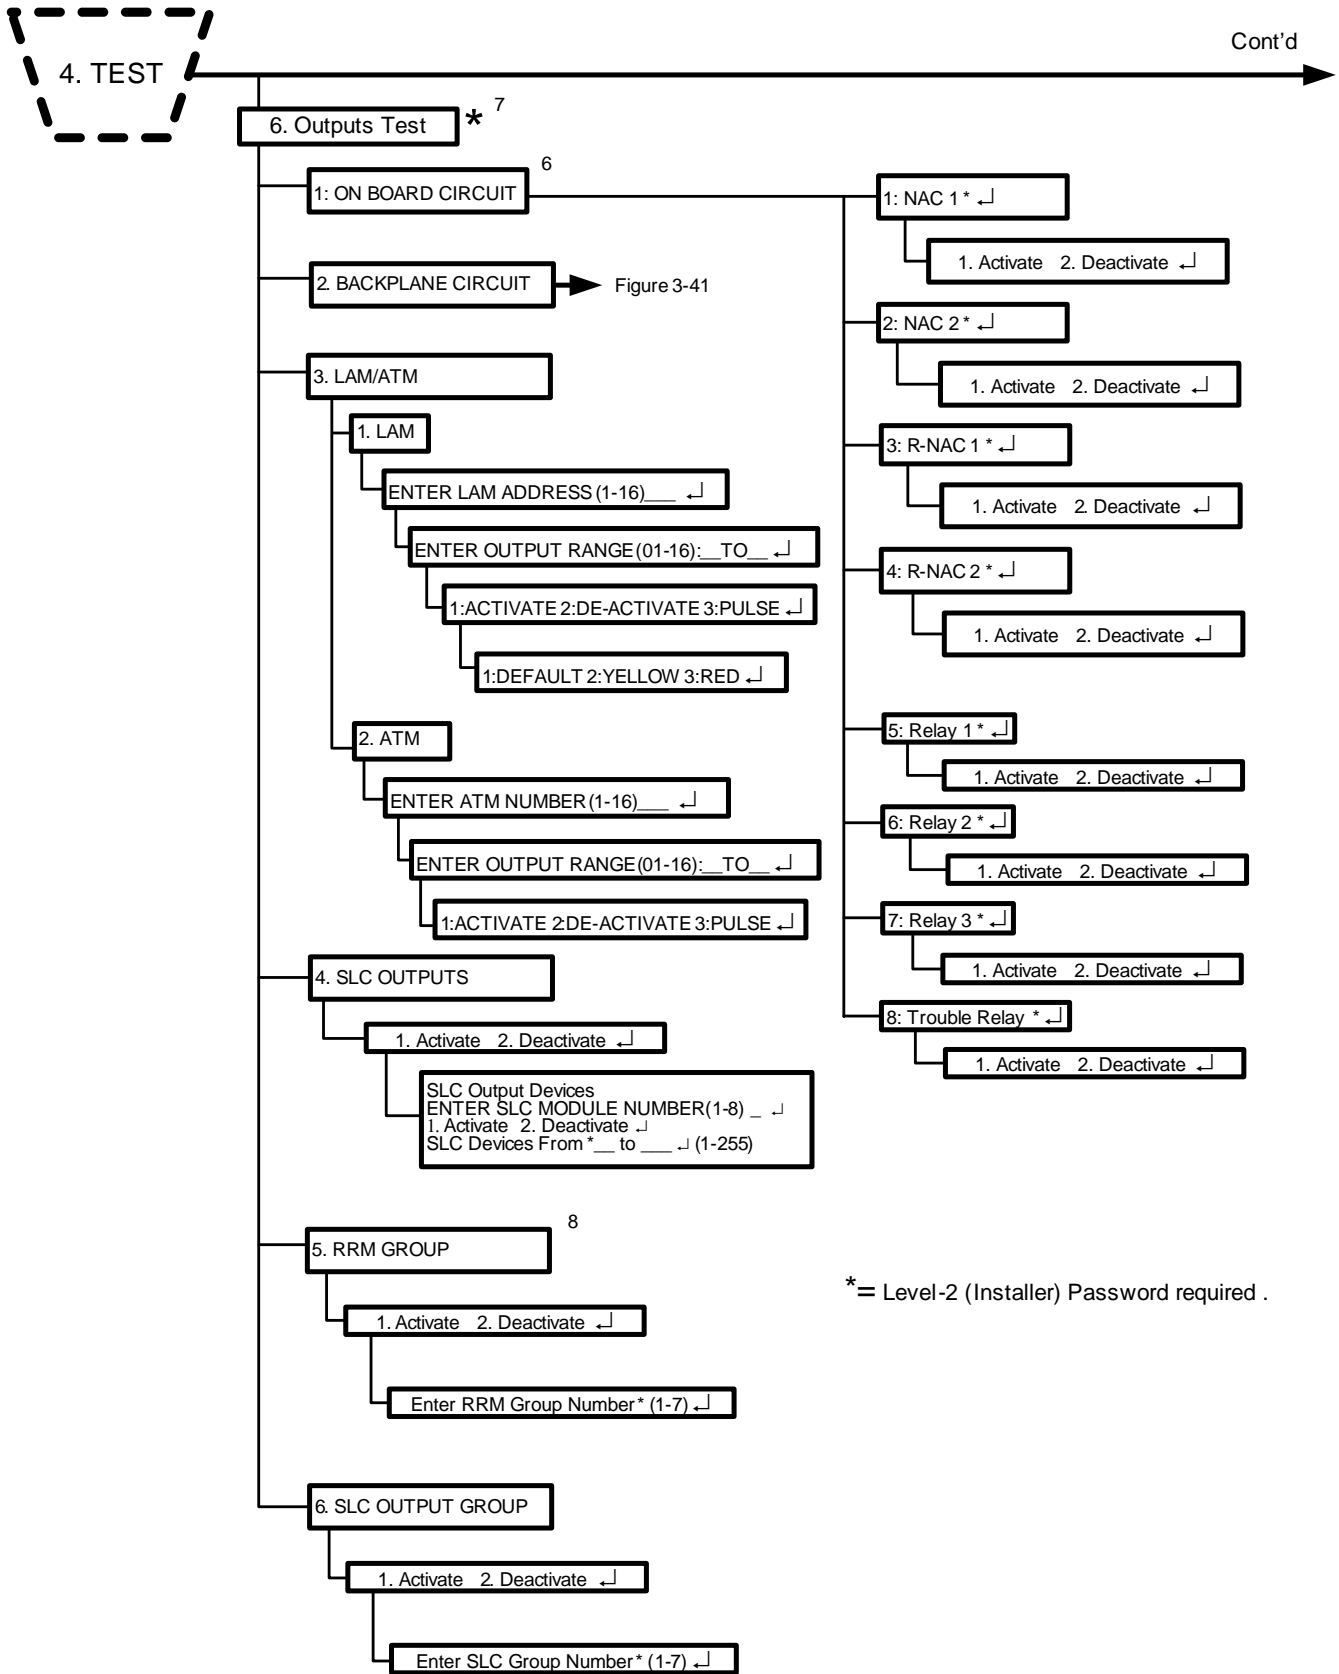 Cont'd
4. TEST
6. Outputs Test * 7
1: ON BOARD CIRCUIT 6
2. BACKPLANE CIRCUIT Figure 3-41
3. LAM/ATM
1. LAM
ENTER LAM ADDRESS (1-16)___ ↵
ENTER OUTPUT RANGE(01-16):__TO__ ↵
1:ACTIVATE 2:DE-ACTIVATE 3:PULSE ↵
1:DEFAULT 2:YELLOW 3:RED ↵
2. ATM
ENTER ATM NUMBER (1-16)___ ↵
ENTER OUTPUT RANGE(01-16):__TO__ ↵
1:ACTIVATE 2:DE-ACTIVATE 3:PULSE ↵
4. SLC OUTPUTS
1. Activate 2. Deactivate ↵
SLC Output Devices
ENTER SLC MODULE NUMBER(1-8) _ ↵
1. Activate 2. Deactivate ↵
SLC Devices From *__ to ___ ↵ (1-255)
5. RRM GROUP 8
1. Activate 2. Deactivate ↵
Enter RRM Group Number* (1-7) ↵
6. SLC OUTPUT GROUP
1. Activate 2. Deactivate ↵
Enter SLC Group Number* (1-7) ↵
1: NAC 1* ↵
1. Activate 2. Deactivate ↵
2: NAC 2* ↵
1. Activate 2. Deactivate ↵
3: R-NAC 1 * ↵
1. Activate 2. Deactivate ↵
4: R-NAC 2 * ↵
1. Activate 2. Deactivate ↵
5: Relay 1 * ↵
1. Activate 2. Deactivate ↵
6: Relay 2 * ↵
1. Activate 2. Deactivate ↵
7: Relay 3 * ↵
1. Activate 2. Deactivate ↵
8: Trouble Relay * ↵
1. Activate 2. Deactivate ↵
*= Level-2 (Installer) Password required .